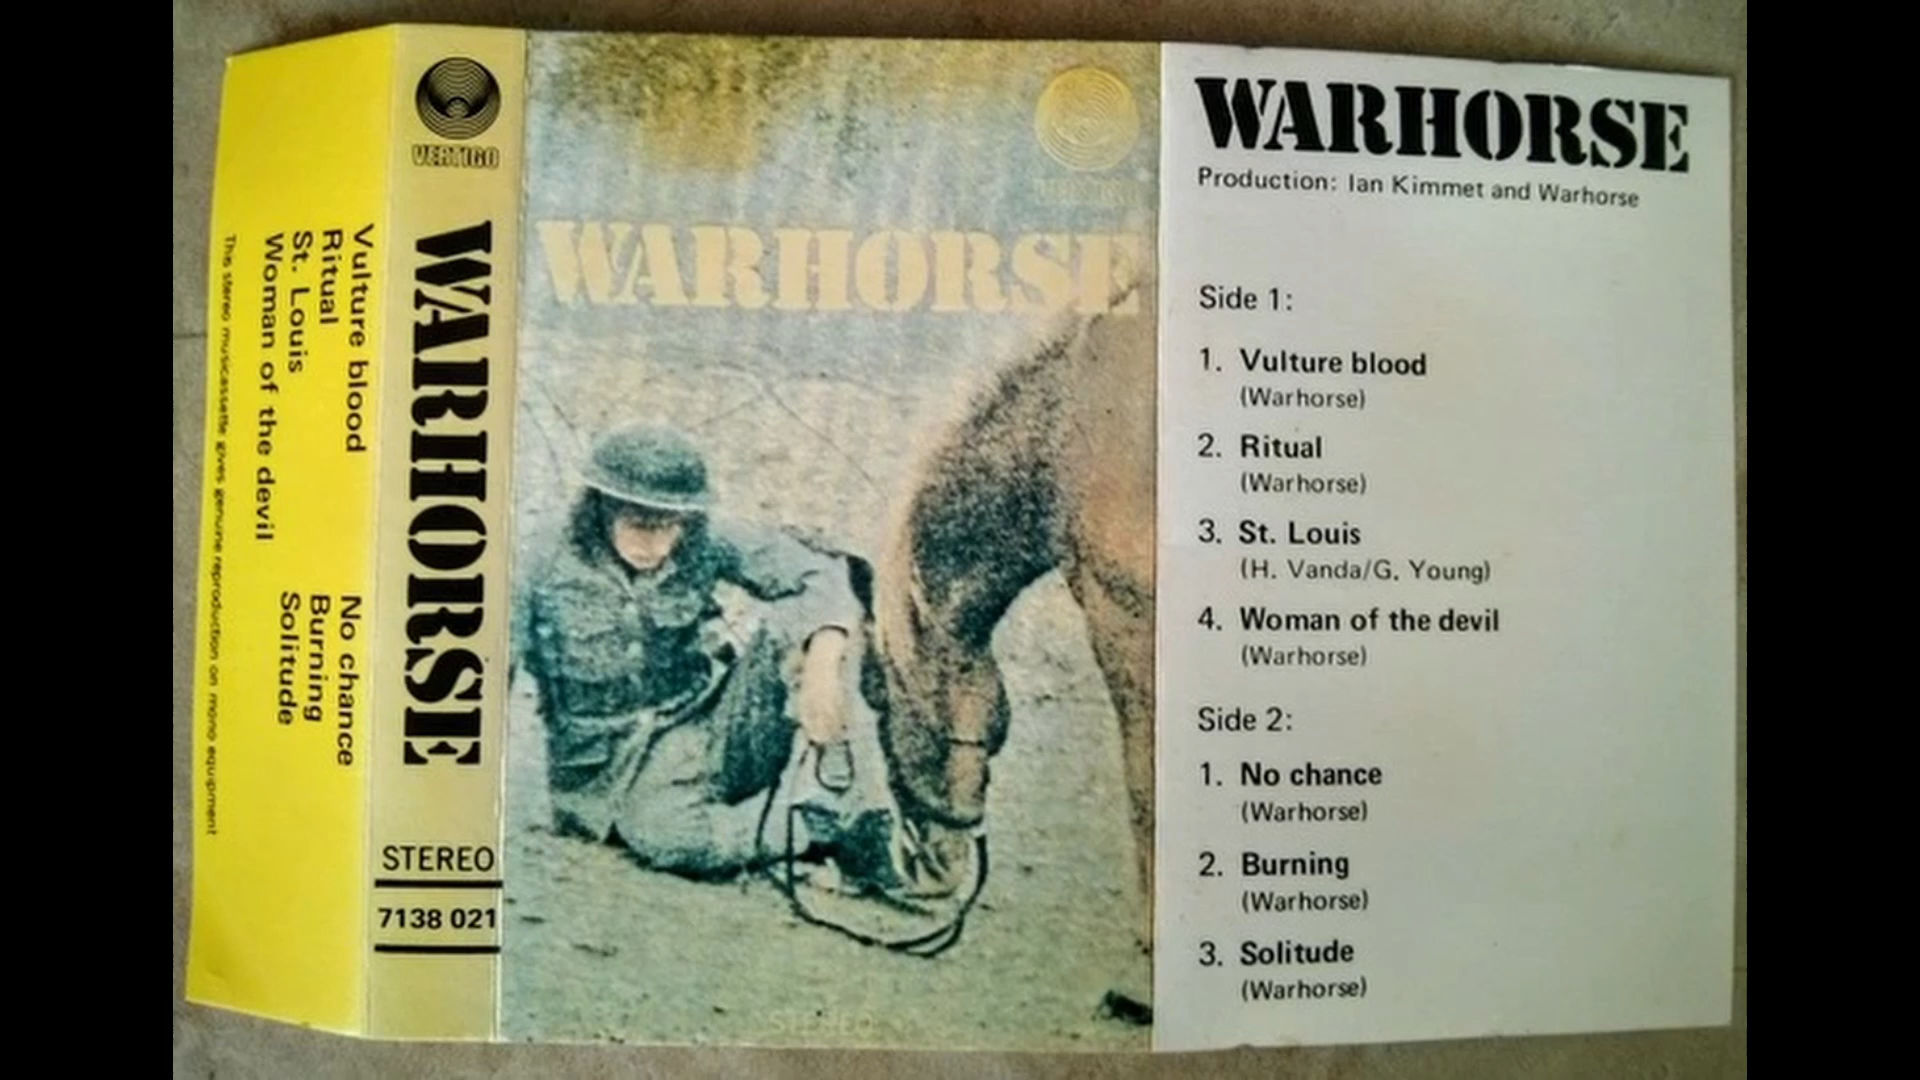 Vulture blood
Ritual
St. Louis
Woman of the devil
No chance
Burning
Solitude
This stereo musicassette gives genuine reproduction on mono equipment
VERTIGO
WARHORSE
STEREO
7138 021
VERTIGO
WARHORSE
STEREO
WARHORSE
Production: Ian Kimmet and Warhorse
Side 1:
1. Vulture blood
(Warhorse)
2. Ritual
(Warhorse)
3. St. Louis
(H. Vanda/G. Young)
4. Woman of the devil
(Warhorse)
Side 2:
1. No chance
(Warhorse)
2. Burning
(Warhorse)
3. Solitude
(Warhorse)